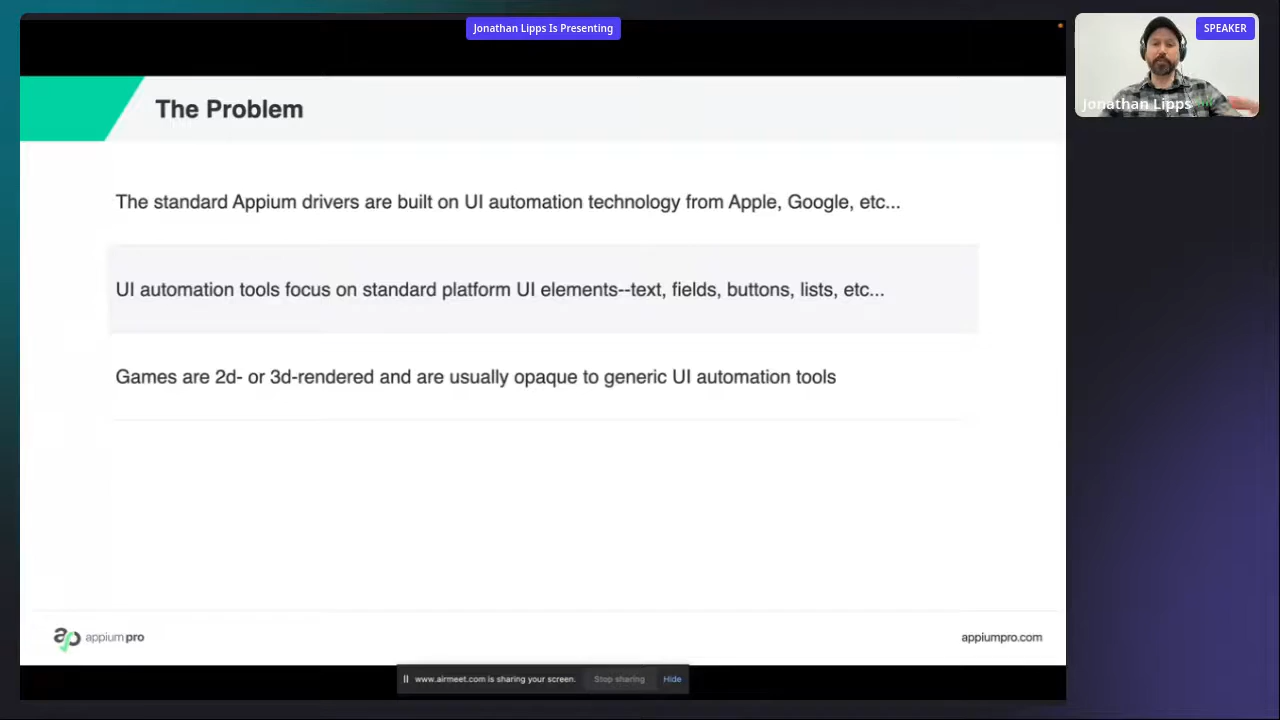 Jonathan Lipps Is Presenting
SPEAKER
Jonathan Lipps
The Problem
The standard Appium drivers are built on UI automation technology from Apple, Google, etc...
UI automation tools focus on standard platform UI elements--text, fields, buttons, lists, etc...
Games are 2d- or 3d-rendered and are usually opaque to generic UI automation tools
appium pro
appiumpro.com
www.airmeet.com is sharing your screen.
Stop sharing
Hide